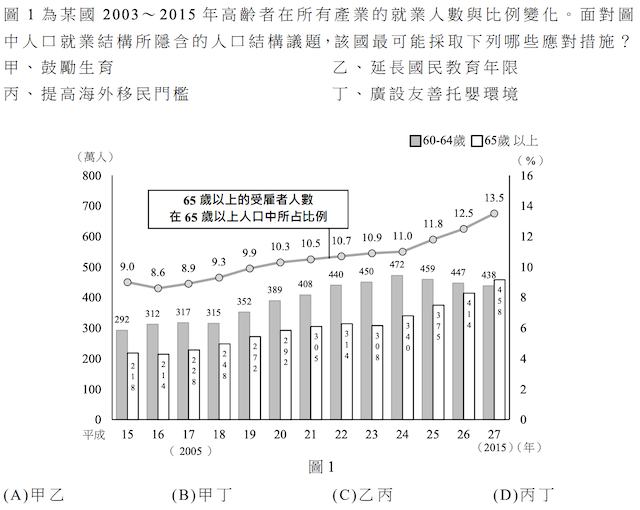 圖 1 為某國 2003～2015 年高齡者在所有產業的就業人數與比例變化。面對圖
中人口就業結構所隱含的人口結構議題，該國最可能採取下列哪些應對措施？
甲、鼓勵生育　乙、延長國民教育年限
丙、提高海外移民門檻　丁、廣設友善托嬰環境
60-64歲　65歲以上
（萬人）　（%）
65 歲以上的受雇者人數
在 65 歲以上人口中所占比例
800　16
700　14
600　12
500　10
400　8
300　6
200　4
100　2
0　0
9.0　8.6　8.9　9.3　9.9　10.3　10.5　10.7　10.9　11.0　11.8　12.5　13.5
292　312　317　315　352　389　408　440　450　472　459　447　438
218　214　228　248　272　292　305　314　308　340　375　414　458
平成　15　16　17　18　19　20　21　22　23　24　25　26　27
（2005）　（2015）（年）
圖 1
(A)甲乙　(B)甲丁　(C)乙丙　(D)丙丁